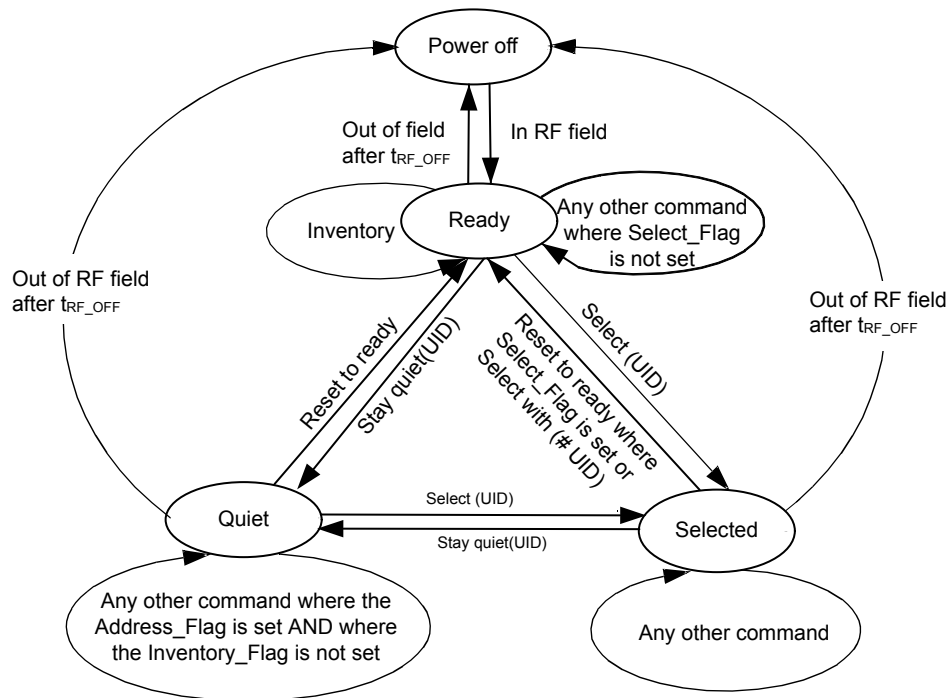 Power off
Out of field
after tRF_OFF
In RF field
Inventory
Ready
Any other command
where Select_Flag
is not set
Out of RF field
after tRF_OFF
Out of RF field
after tRF_OFF
Reset to ready
Stay quiet(UID)
Select (UID)
Reset to ready where
Select_Flag is set or
Select with (# UID)
Quiet
Select (UID)
Stay quiet(UID)
Selected
Any other command where the
Address_Flag is set AND where
the Inventory_Flag is not set
Any other command